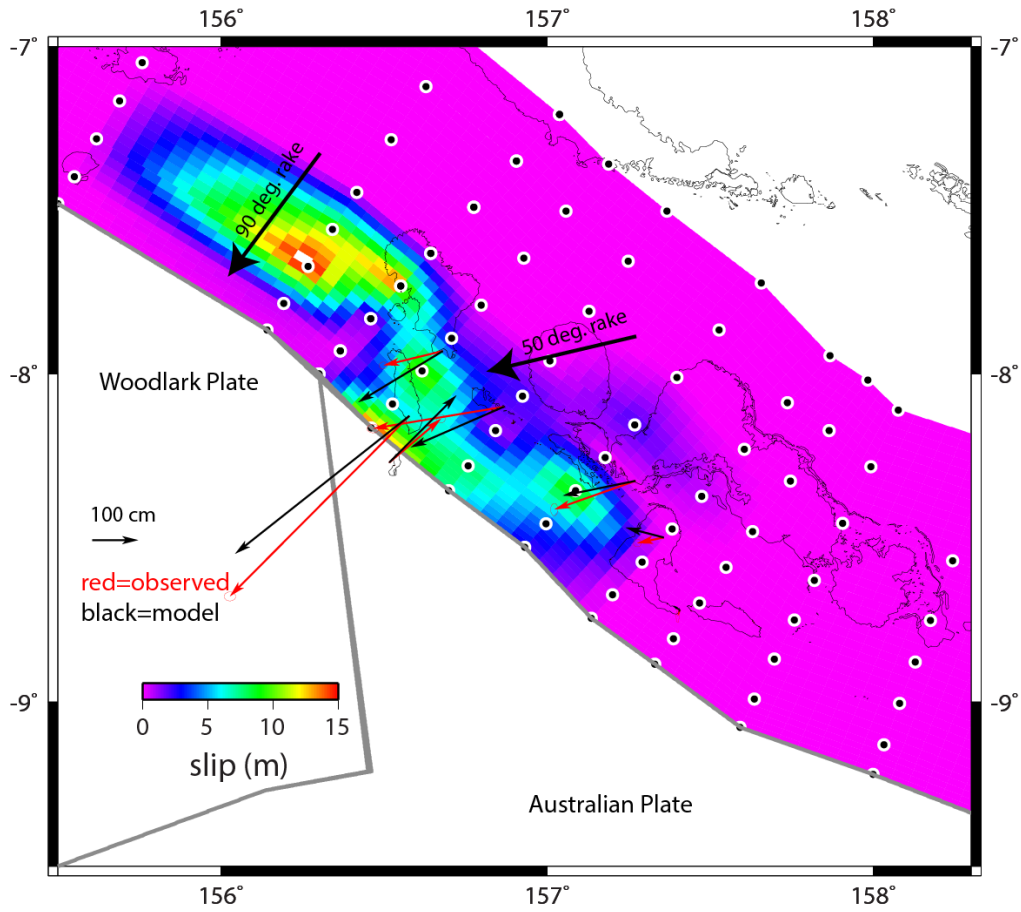 156˚ 157˚ 158˚
-7˚ -7˚
90 deg. rake
50 deg. rake
-8˚ -8˚
Woodlark Plate
100 cm
red=observed
black=model
-9˚ -9˚
0 5 10 15
slip (m)
Australian Plate
156˚ 157˚ 158˚